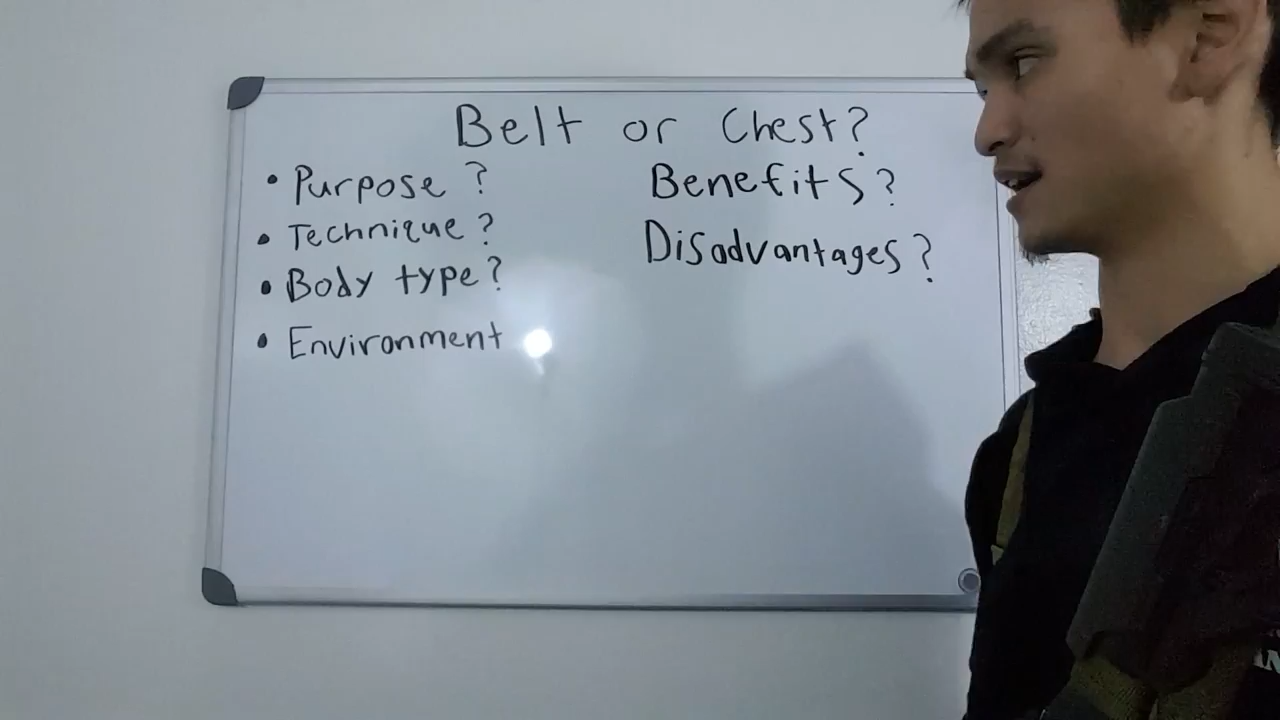 Belt or Chest?
• Purpose ?
• Technique ?
• Body type?
• Environment
Benefits?
Disadvantages?